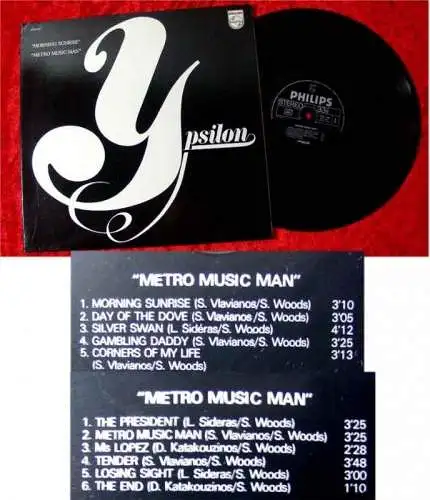 "MORNING SUNRISE"
"METRO MUSIC MAN"
PHILIPS
Ypsilon
PHILIPS
STEREO
"METRO MUSIC MAN"
1. MORNING SUNRISE (S. Vlavianos/S. Woods) 3'10
2. DAY OF THE DOVE (S. Vlavianos /S. Woods) 3'05
3. SILVER SWAN (L. Sidéras/S. Woods) 4'12
4. GAMBLING DADDY (S. Vlavianos/S. Woods) 3'25
5. CORNERS OF MY LIFE 3'13
(S. Vlavianos/S. Woods)
"METRO MUSIC MAN"
1. THE PRESIDENT (L. Sideras/S. Woods) 3'25
2. METRO MUSIC MAN (S. Vlavianos/S. Woods) 3'25
3. Ms LOPEZ (D. Katakouzinos/S. Woods) 2'28
4. TENDER (S. Vlavianos/S. Woods) 3'48
5. LOSING SIGHT (L. Sideras/S. Woods) 3'00
6. THE END (D. Katakouzinos/S. Woods) 1'10